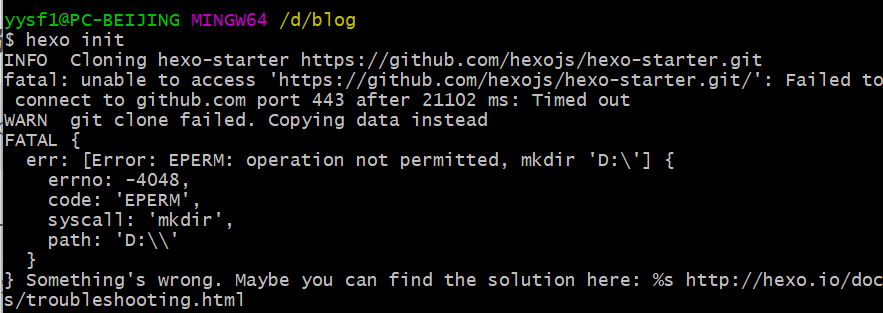 yysf1@PC-BEIJING MINGW64 /d/blog
$ hexo init
INFO  Cloning hexo-starter https://github.com/hexojs/hexo-starter.git
fatal: unable to access 'https://github.com/hexojs/hexo-starter.git/': Failed to
 connect to github.com port 443 after 21102 ms: Timed out
WARN  git clone failed. Copying data instead
FATAL {
  err: [Error: EPERM: operation not permitted, mkdir 'D:\'] {
    errno: -4048,
    code: 'EPERM',
    syscall: 'mkdir',
    path: 'D:\\'
  }
} Something's wrong. Maybe you can find the solution here: %s http://hexo.io/doc
s/troubleshooting.html